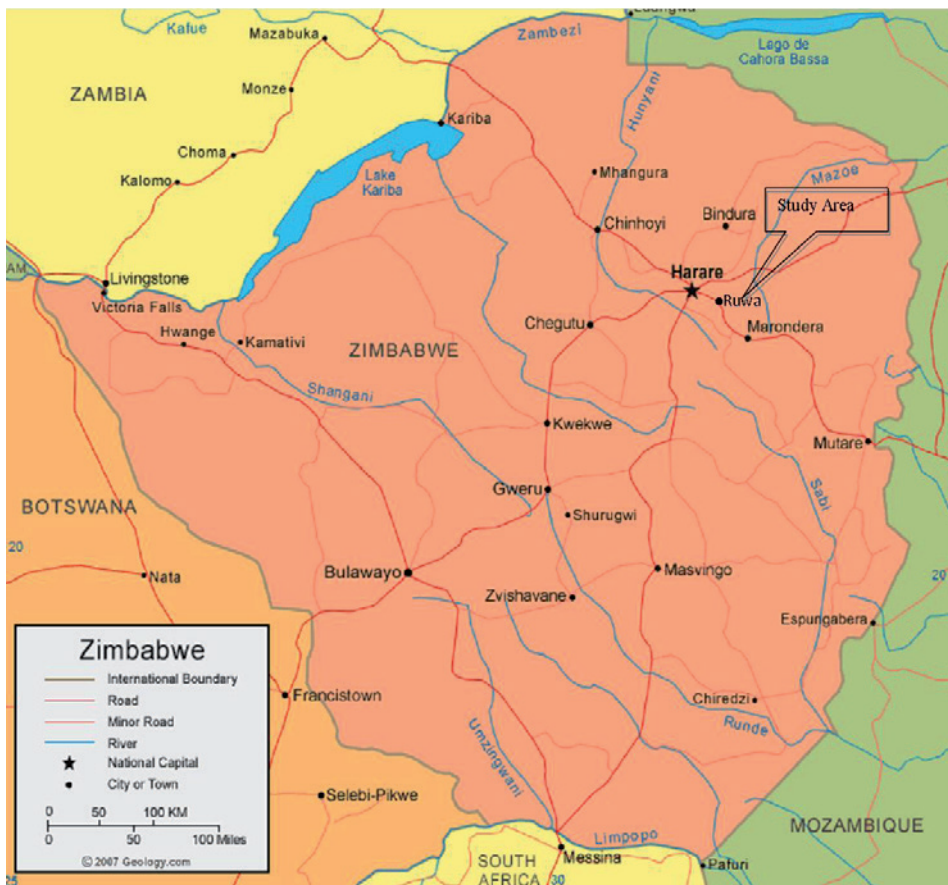 Luangwa
Kafue
Mazabuka
Zambezi
Lago de
Cahora Bassa
ZAMBIA
Monze
Hunyani
Kariba
Choma
Lake
Kariba
Kalomo
Mhangura
Mazoe
Study Area
Bindura
Chinhoyi
AM
Livingstone
Victoria Falls
Harare
Ruwa
Hwange
Kamativi
Chegutu
Marondera
ZIMBABWE
Shangani
Kwekwe
Mutare
Gweru
Sabi
BOTSWANA
Shurugwi
20
Nata
Bulawayo
Masvingo
20
Zvishavane
Espungabera
Zimbabwe
International Boundary
Road
Minor Road
River
National Capital
City or Town
0 50 100 KM
0 50 100 Miles
© 2007 Geology.com
Francistown
Chiredzi
Runde
Umzingwani
Selebi-Pikwe
MOZAMBIQUE
Limpopo
Messina
SOUTH
AFRICA
Pafuri
25
30